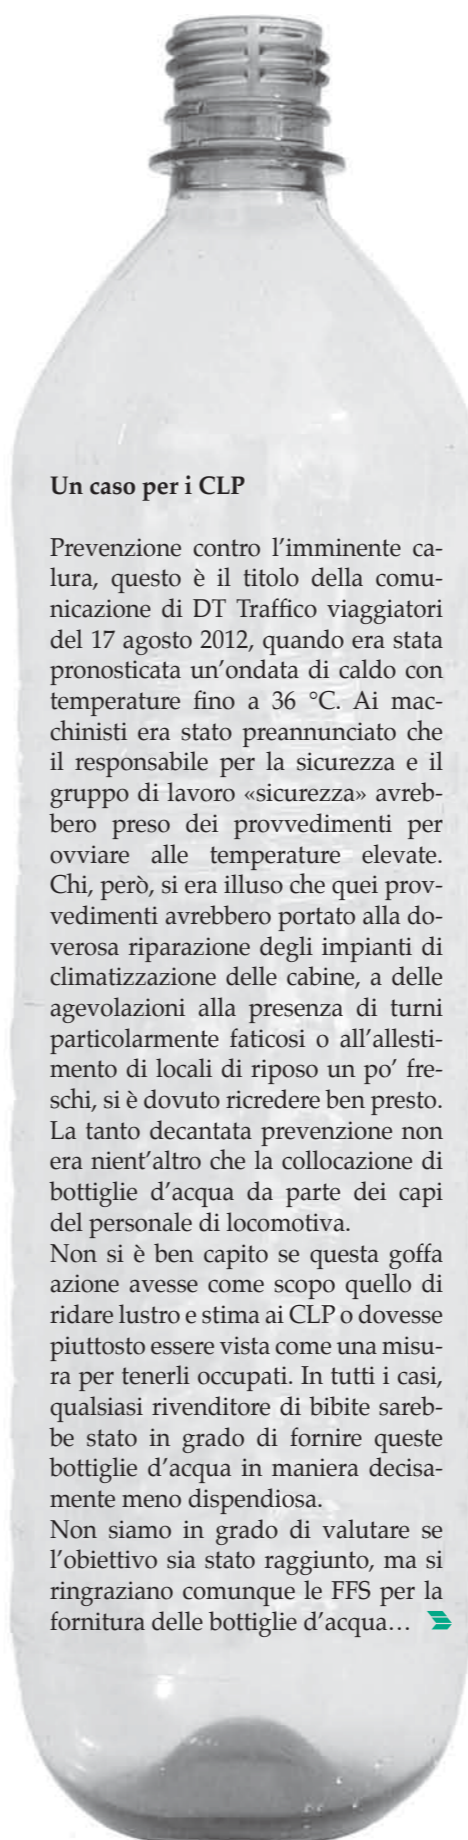 Un caso per i CLP
Prevenzione contro l'imminente ca-
lura, questo è il titolo della comu-
nicazione di DT Traffico viaggiatori
del 17 agosto 2012, quando era stata
pronosticata un'ondata di caldo con
temperature fino a 36 °C. Ai mac-
chinisti era stato preannunciato che
il responsabile per la sicurezza e il
gruppo di lavoro «sicurezza» avreb-
bero preso dei provvedimenti per
ovviare alle temperature elevate.
Chi, però, si era illuso che quei prov-
vedimenti avrebbero portato alla do-
verosa riparazione degli impianti di
climatizzazione delle cabine, a delle
agevolazioni alla presenza di turni
particolarmente faticosi o all'allesti-
mento di locali di riposo un po' fre-
schi, si è dovuto ricredere ben presto.
La tanto decantata prevenzione non
era nient'altro che la collocazione di
bottiglie d'acqua da parte dei capi
del personale di locomotiva.
Non si è ben capito se questa goffa
azione avesse come scopo quello di
ridare lustro e stima ai CLP o dovesse
piuttosto essere vista come una misu-
ra per tenerli occupati. In tutti i casi,
qualsiasi rivenditore di bibite sareb-
be stato in grado di fornire queste
bottiglie d'acqua in maniera decisa-
mente meno dispendiosa.
Non siamo in grado di valutare se
l'obiettivo sia stato raggiunto, ma si
ringraziano comunque le FFS per la
fornitura delle bottiglie d'acqua…